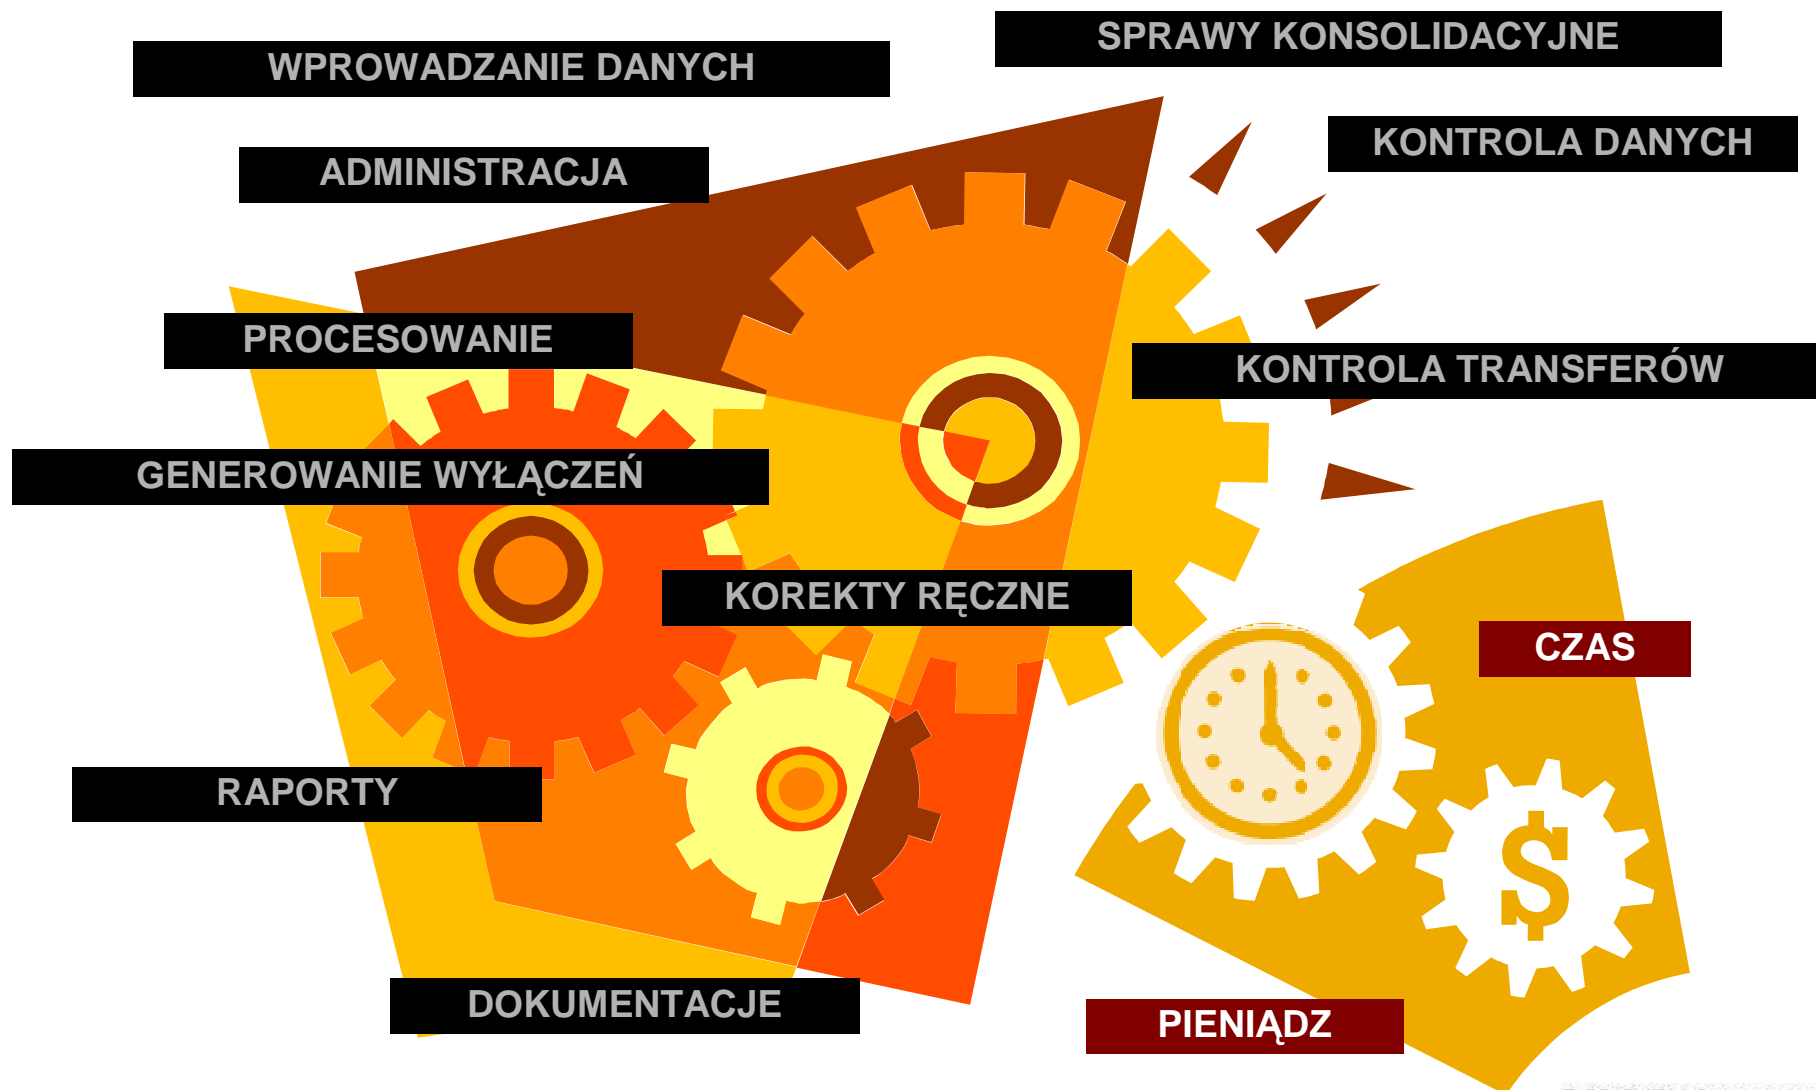 SPRAWY KONSOLIDACYJNE
WPROWADZANIE DANYCH
KONTROLA DANYCH
ADMINISTRACJA
PROCESOWANIE
KONTROLA TRANSFERÓW
GENEROWANIE WYŁĄCZEŃ
KOREKTY RĘCZNE
CZAS
RAPORTY
$
DOKUMENTACJE
PIENIĄDZ